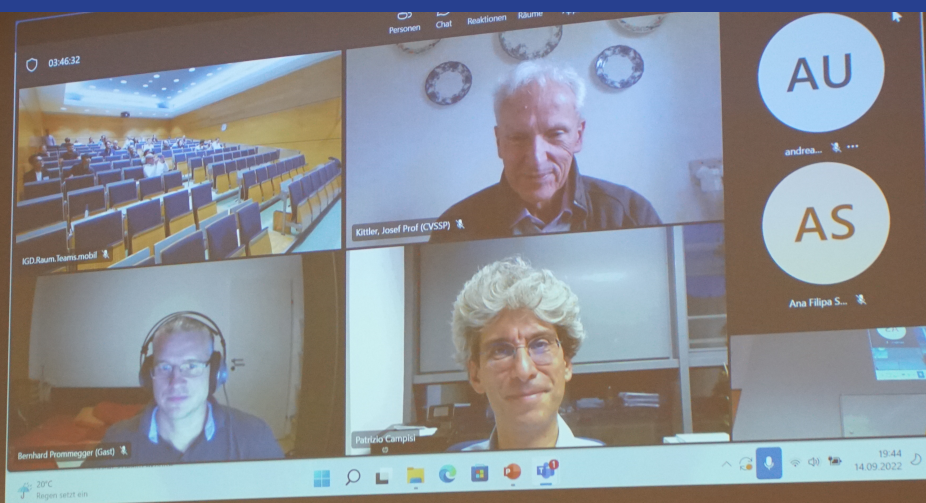 Personen Chat Reaktionen Räume
03:46:32
AU
andrea... ...
Kittler, Josef Prof (CVSSP)
IGD.Raum.Teams.mobil
AS
Ana Filipa S...
Patrizio Campisi
Bernhard Prommegger (Gast)
20°C
Regen setzt ein
19:44
14.09.2022